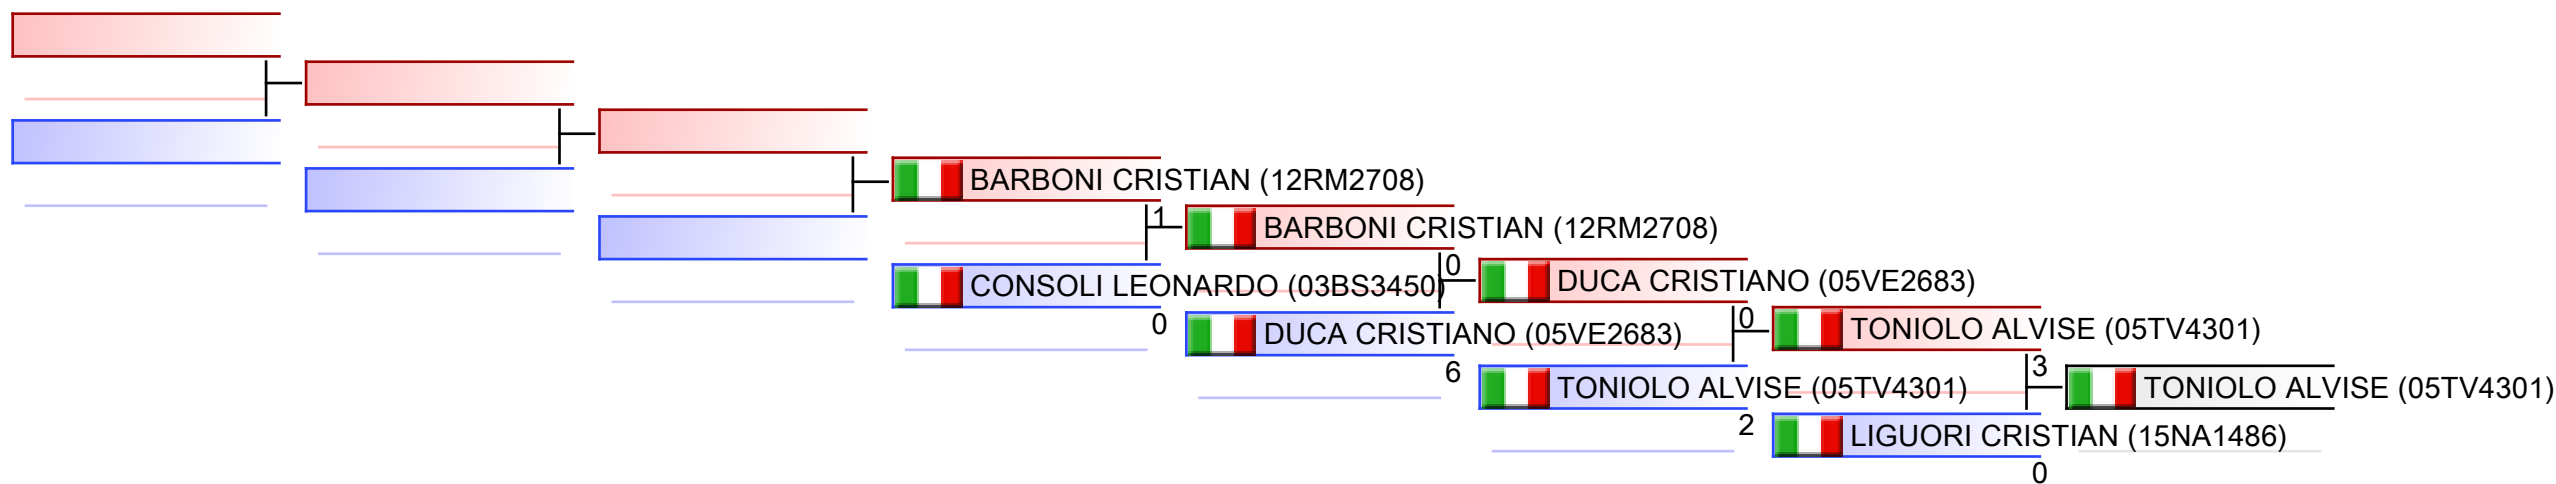 BARBONI CRISTIAN (12RM2708)
1
BARBONI CRISTIAN (12RM2708)
CONSOLI LEONARDO (03BS3450)
0
0
DUCA CRISTIANO (05VE2683)
DUCA CRISTIANO (05VE2683)
6
0
TONIOLO ALVISE (05TV4301)
TONIOLO ALVISE (05TV4301)
2
3
TONIOLO ALVISE (05TV4301)
LIGUORI CRISTIAN (15NA1486)
0